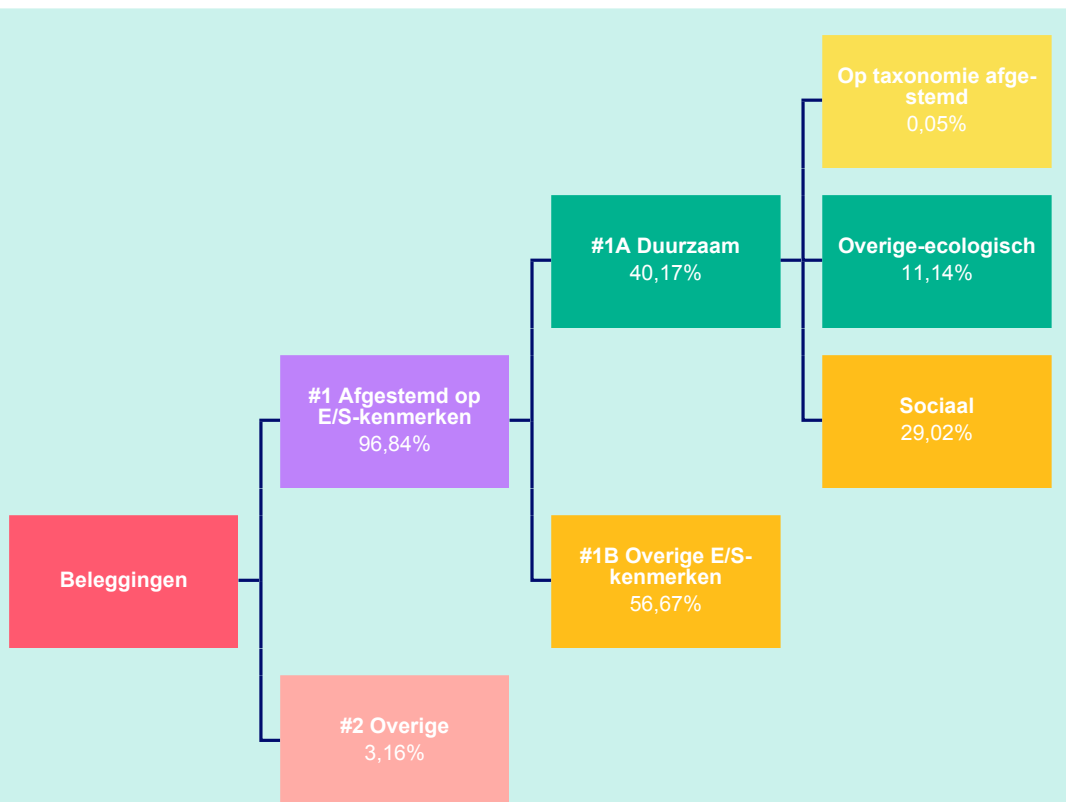 Op taxonomie afge-
stemd
0,05%
#1A Duurzaam
40,17%
Overige-ecologisch
11,14%
#1 Afgestemd op
E/S-kenmerken
96,84%
Sociaal
29,02%
Beleggingen
#1B Overige E/S-
kenmerken
56,67%
#2 Overige
3,16%